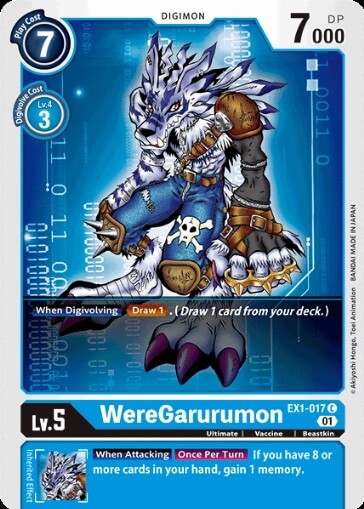 DIGIMON
Play Cost
7
7000
DP
Digivolve Cost
Lv.4
3
When Digivolving Draw 1 . (Draw 1 card from your deck.)
©Akiyoshi Hongo, Toei Animation BANDAI MADE IN JAPAN
Lv.5
WereGarurumon
EX1-017 C
01
Ultimate | Vaccine | Beastkin
Inherited Effect
When Attacking Once Per Turn If you have 8 or
more cards in your hand, gain 1 memory.